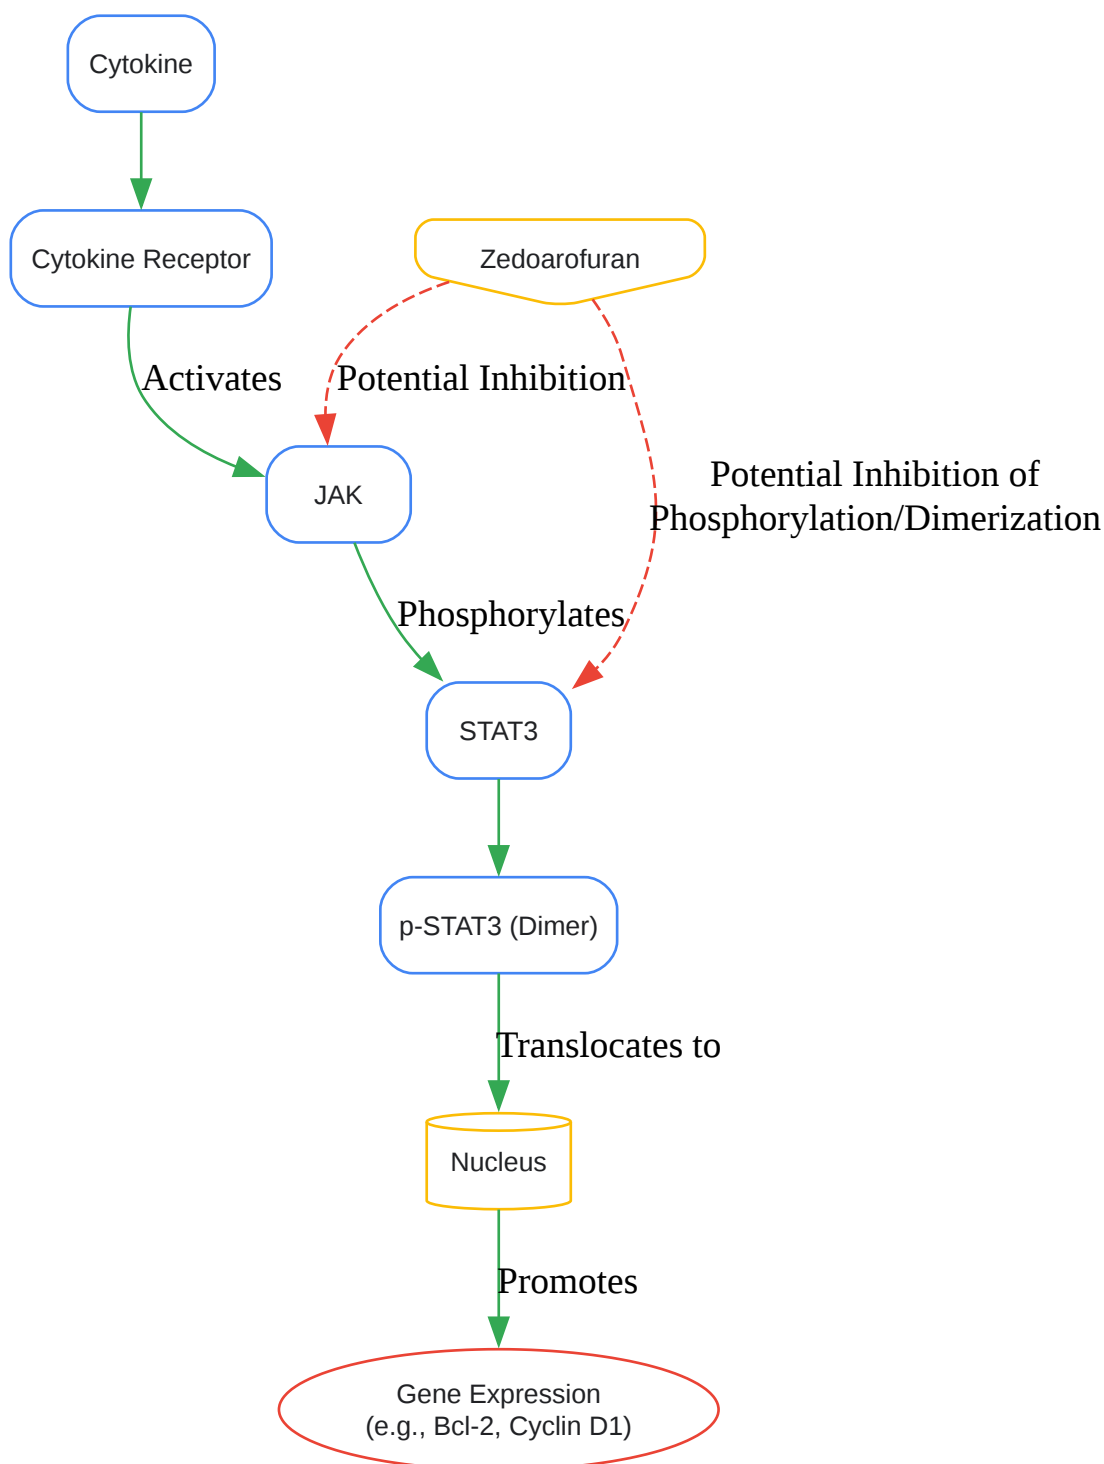 Cytokine
Cytokine Receptor
Zedoarofuran
Activates
Potential Inhibition
Potential Inhibition of
Phosphorylation/Dimerization
JAK
Phosphorylates
STAT3
p-STAT3 (Dimer)
Translocates to
Nucleus
Promotes
Gene Expression
(e.g., Bcl-2, Cyclin D1)